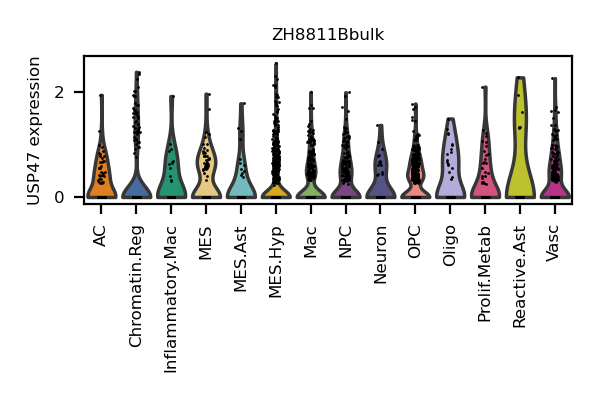 ZH8811Bbulk
USP47 expression
2
0
AC
Chromatin.Reg
Inflammatory.Mac
MES
MES.Ast
MES.Hyp
Mac
NPC
Neuron
OPC
Oligo
Prolif.Metab
Reactive.Ast
Vasc